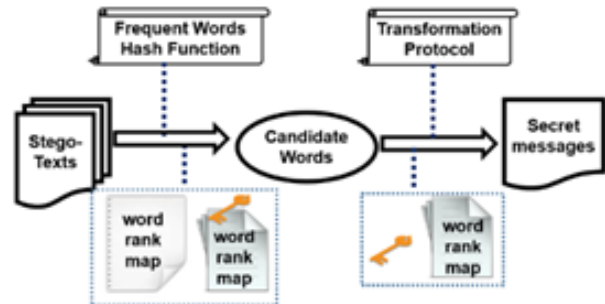 Frequent Words
Hash Function
Transformation
Protocol
Stego-
Texts
Candidate
Words
Secret
messages
word
rank
map
word
rank
map
word
rank
map